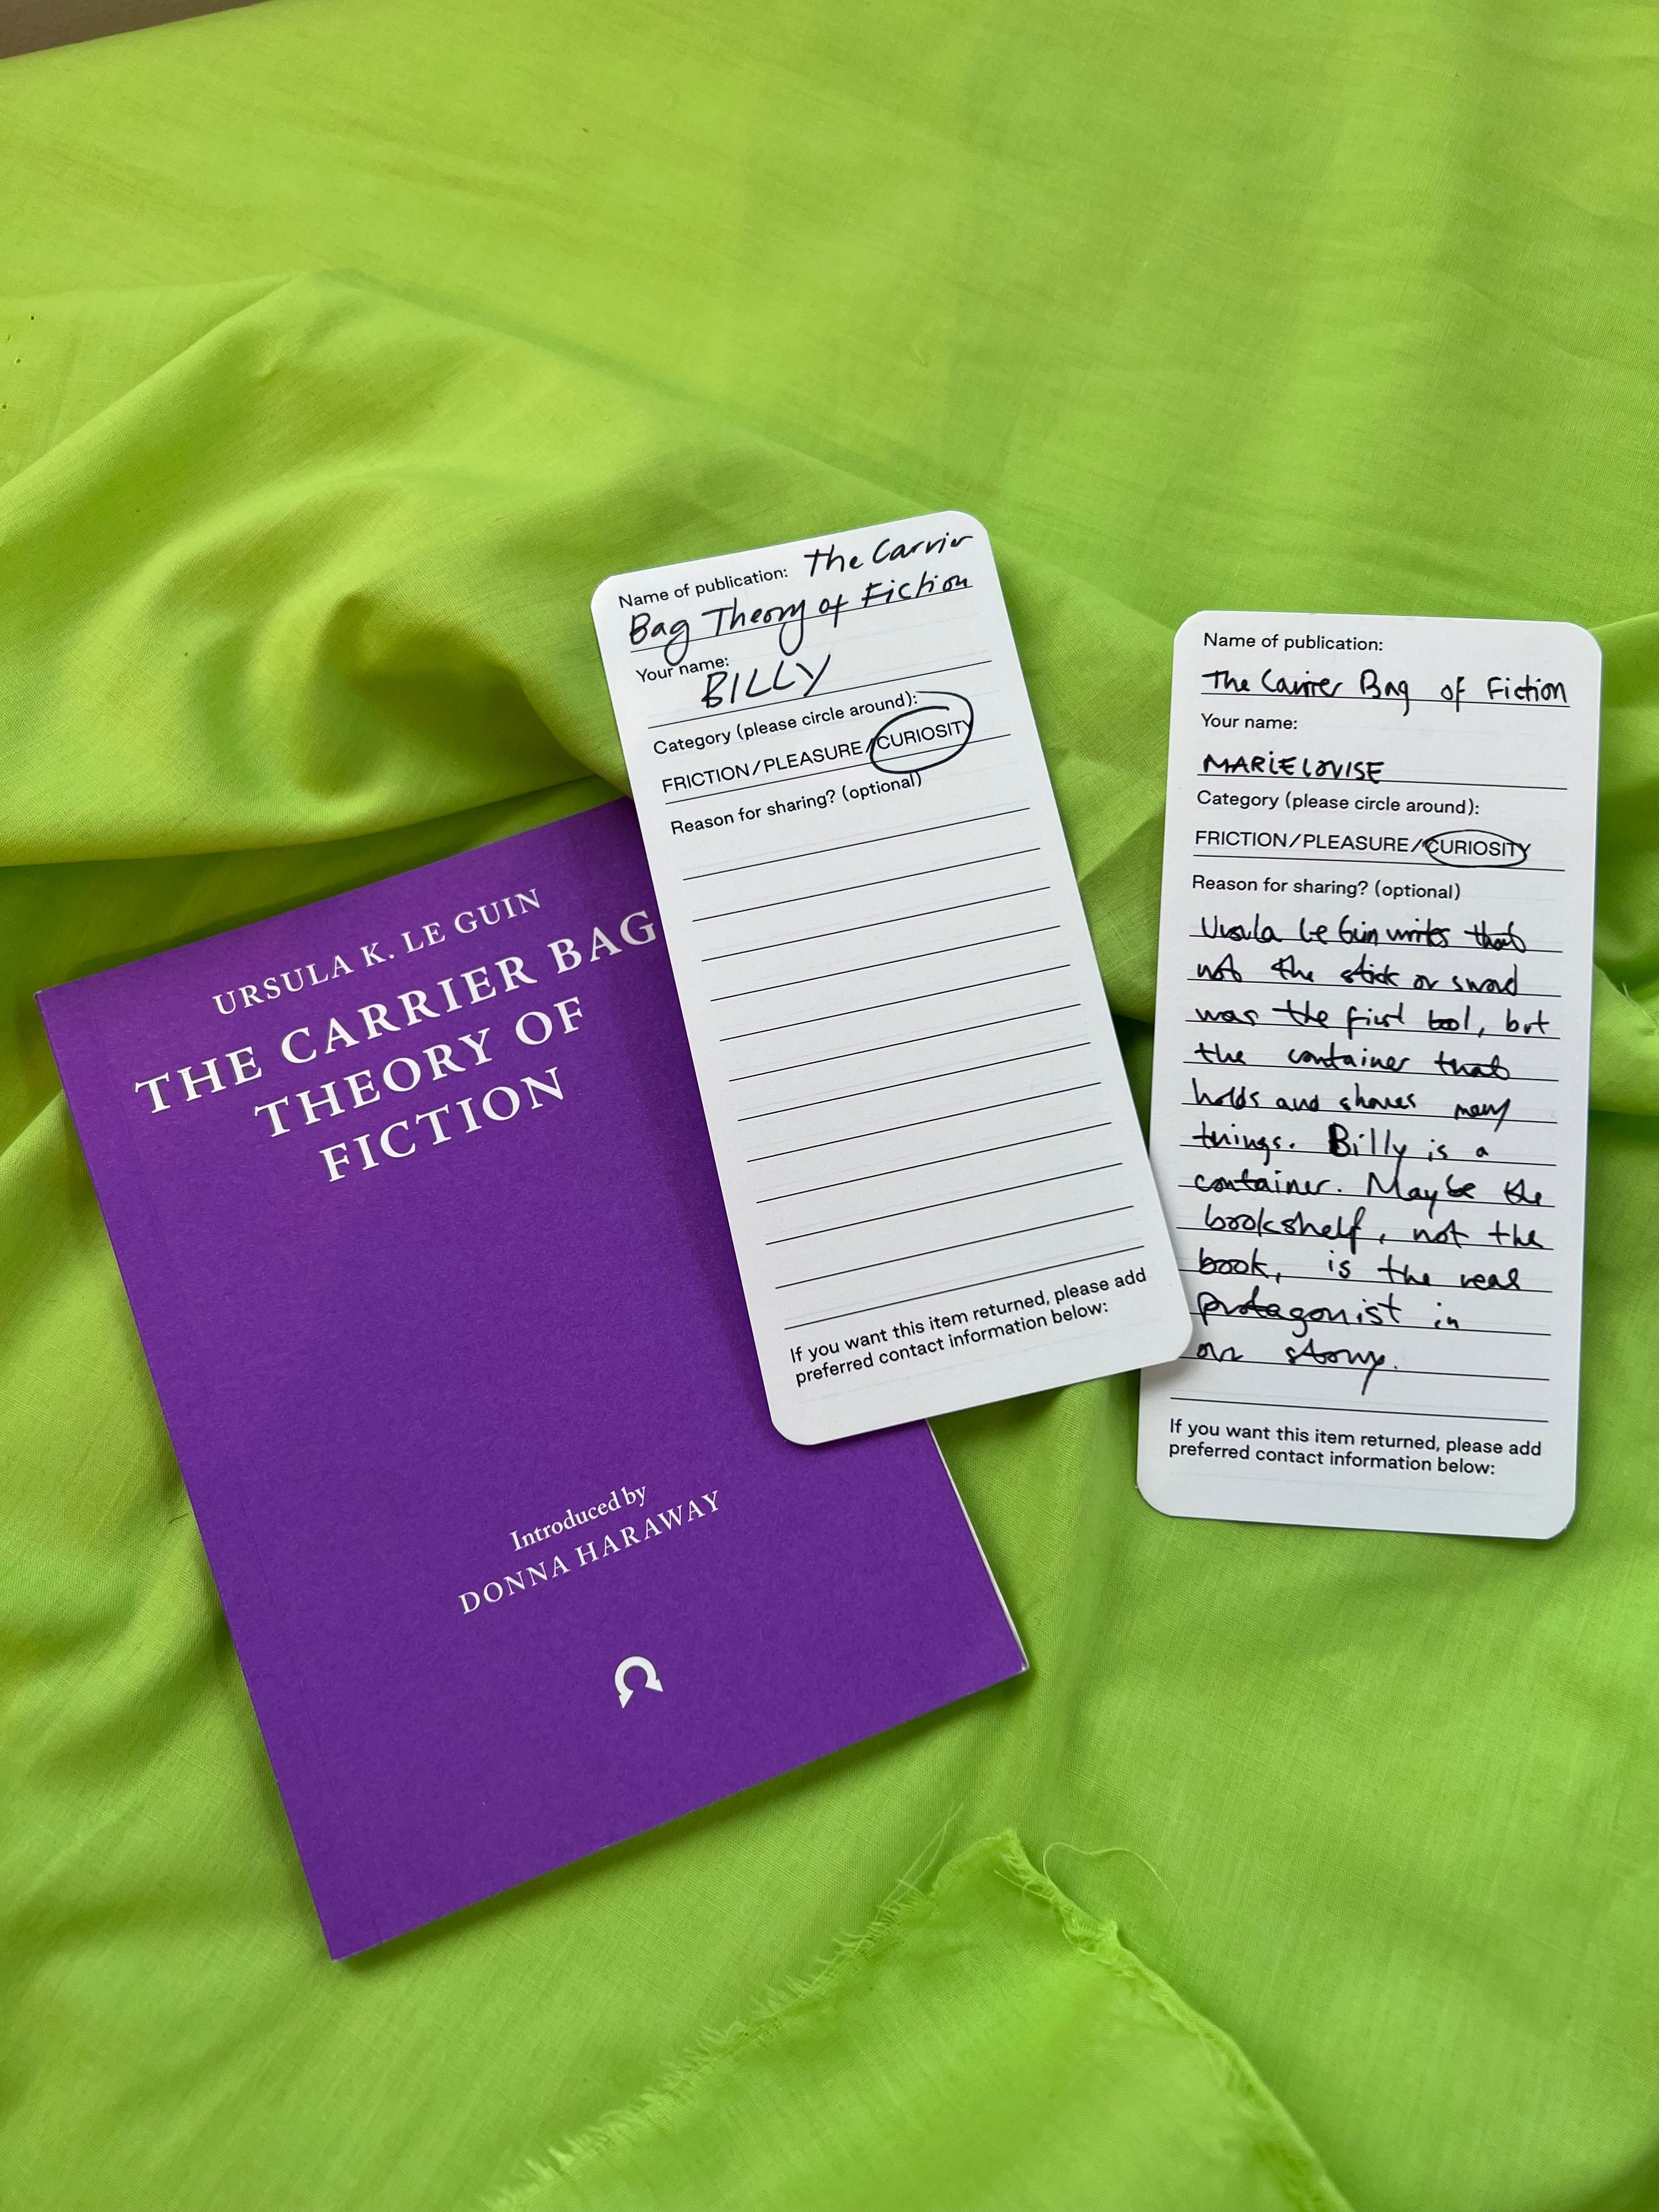 URSULA K. LE GUIN
THE CARRIER BAG
THEORY OF
FICTION
Introduced by
DONNA HARAWAY
Name of publication: The Carrier
Bag Theory of Fiction
Your name:
BILLY
Category (please circle around):
FRICTION/PLEASURE/CURIOSITY
Reason for sharing? (optional)
If you want this item returned, please add
preferred contact information below:
Name of publication:
The Carrier Bag of Fiction
Your name:
MARIELOUISE
Category (please circle around):
FRICTION/PLEASURE/CURIOSITY
Reason for sharing? (optional)
Ursula Le Guin writes that
not the stick or sword
was the first tool, but
the container that
holds and shares many
things. Billy is a
container. Maybe the
bookshelf, not the
book, is the real
protagonist in
our story.
If you want this item returned, please add
preferred contact information below: